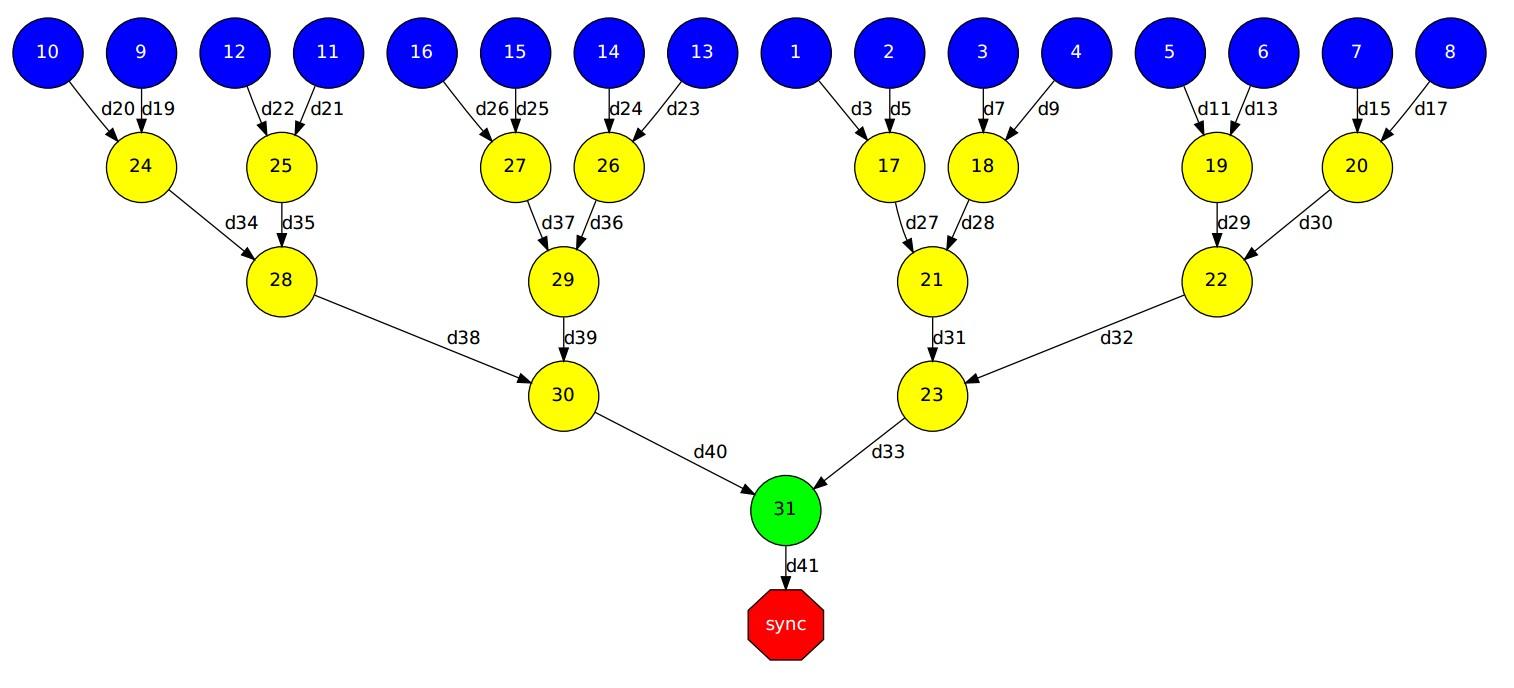 10 9 12 11 16 15 14 13 1 2 3 4 5 6 7 8
d20 d19 d22 d21 d26 d25 d24 d23 d3 d5 d7 d9 d11 d13 d15 d17
24 25 27 26 17 18 19 20
d34 d35 d37 d36 d27 d28 d29 d30
28 29 21 22
d38 d39 d31 d32
30 23
d40 d33
31
d41
sync